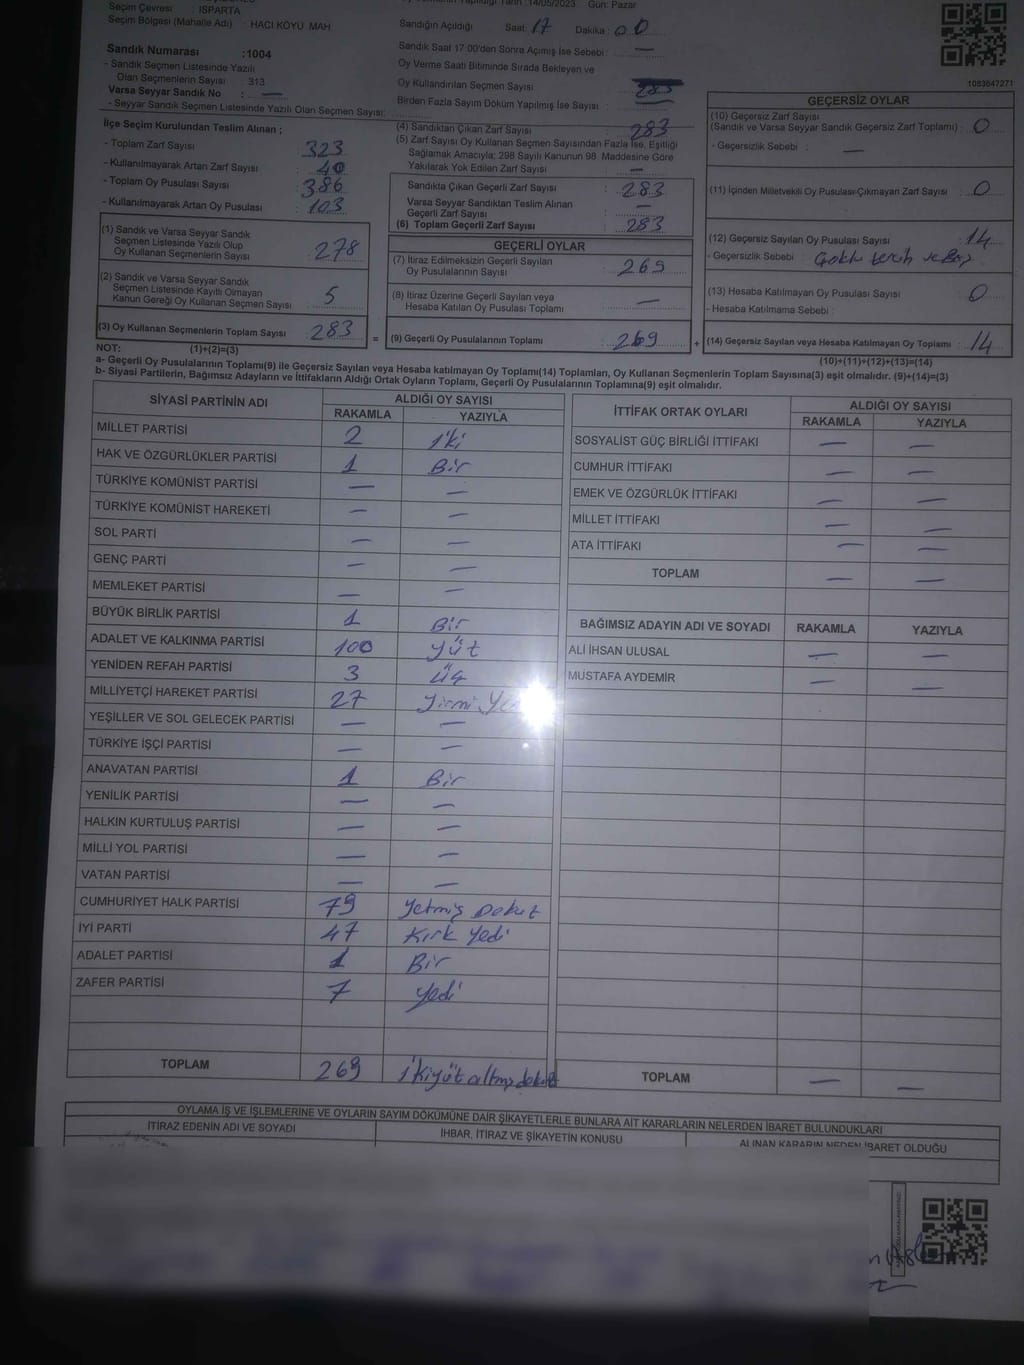 Seçim Çevresi : ISPARTA
Seçim Bölgesi (Mahalle Adı) : HACI KÖYÜ MAH
Sandık Numarası : 1004
- Sandık Seçmen Listesinde Yazılı
Olan Seçmenlerin Sayısı : 313
Varsa Seyyar Sandık No : —
- Seyyar Sandık Seçmen Listesinde Yazılı Olan Seçmen Sayısı:
14/05/2023 Gün: Pazar
Sandığın Açıldığı Saat: 17 Dakika : 00
Sandık Saat 17:00'den Sonra Açımış İse Sebebi : —
Oy Verme Saati Bitiminde Sırada Bekleyen ve
Oy Kullandırılan Seçmen Sayısı :
Birden Fazla Sayım Döküm Yapılmış İse Sayısı :
1083647271
İlçe Seçim Kurulundan Teslim Alınan ;
- Toplam Zarf Sayısı : 323
- Kullanılmayarak Artan Zarf Sayısı : 40
- Toplam Oy Pusulası Sayısı : 386
- Kullanılmayarak Artan Oy Pusulası : 103
(1) Sandık ve Varsa Seyyar Sandık
Seçmen Listesinde Yazılı Olup
Oy Kullanan Seçmenlerin Sayısı : 278
(2) Sandık ve Varsa Seyyar Sandık
Seçmen Listesinde Kayıtlı Olmayan
Kanun Gereği Oy Kullanan Seçmen Sayısı : 5
(3) Oy Kullanan Seçmenlerin Toplam Sayısı : 283
(4) Sandıktan Çıkan Zarf Sayısı : 283
(5) Zarf Sayısı Oy Kullanan Seçmen Sayısından Fazla İse, Eşitliği
Sağlamak Amacıyla; 298 Sayılı Kanunun 98. Maddesine Göre
Yakılarak Yok Edilen Zarf Sayısı : —
Sandıkta Çıkan Geçerli Zarf Sayısı : 283
Varsa Seyyar Sandıktan Teslim Alınan
Geçerli Zarf Sayısı : —
(6) Toplam Geçerli Zarf Sayısı : 283
GEÇERLİ OYLAR
(7) İtiraz Edilmeksizin Geçerli Sayılan
Oy Pusulalarının Sayısı : 269
(8) İtiraz Üzerine Geçerli Sayılan veya
Hesaba Katılan Oy Pusulası Toplamı : —
= (9) Geçerli Oy Pusulalarının Toplamı : 269
GEÇERSİZ OYLAR
(10) Geçersiz Zarf Sayısı
(Sandık ve Varsa Seyyar Sandık Geçersiz Zarf Toplamı) : 0
- Geçersizlik Sebebi : —
(11) İçinden Milletvekili Oy Pusulası Çıkmayan Zarf Sayısı : 0
(12) Geçersiz Sayılan Oy Pusulası Sayısı : 14
- Geçersizlik Sebebi : tercih
(13) Hesaba Katılmayan Oy Pusulası Sayısı : 0
- Hesaba Katılmama Sebebi :
+ (14) Geçersiz Sayılan veya Hesaba Katılmayan Oy Toplamı : 14
NOT: (1)+(2)=(3) (10)+(11)+(12)+(13)=(14)
a- Geçerli Oy Pusulalarının Toplamı(9) ile Geçersiz Sayılan veya Hesaba katılmayan Oy Toplamı(14) Toplamları, Oy Kullanan Seçmenlerin Toplam Sayısına(3) eşit olmalıdır. (9)+(14)=(3)
b- Siyasi Partilerin, Bağımsız Adayların ve İttifakların Aldığı Ortak Oyların Toplamı, Geçerli Oy Pusulalarının Toplamına(9) eşit olmalıdır.
SİYASİ PARTİNİN ADI ALDIĞI OY SAYISI
RAKAMLA YAZIYLA
MİLLET PARTİSİ 2 iki
HAK VE ÖZGÜRLÜKLER PARTİSİ 1 Bir
TÜRKİYE KOMÜNİST PARTİSİ — —
TÜRKİYE KOMÜNİST HAREKETİ — —
SOL PARTİ — —
GENÇ PARTİ — —
MEMLEKET PARTİSİ — —
BÜYÜK BİRLİK PARTİSİ 1 Bir
ADALET VE KALKINMA PARTİSİ 100 yüz
YENİDEN REFAH PARTİSİ 3 üç
MİLLİYETÇİ HAREKET PARTİSİ 27 yirmi
YEŞİLLER VE SOL GELECEK PARTİSİ — —
TÜRKİYE İŞÇİ PARTİSİ — —
ANAVATAN PARTİSİ 1 Bir
YENİLİK PARTİSİ — —
HALKIN KURTULUŞ PARTİSİ — —
MİLLİ YOL PARTİSİ — —
VATAN PARTİSİ — —
CUMHURİYET HALK PARTİSİ 79 yetmiş Dokuz
İYİ PARTİ 47 Kırk yedi
ADALET PARTİSİ 1 Bir
ZAFER PARTİSİ 7 yedi
TOPLAM 269 ikiyüz altmış dokuz
İTTİFAK ORTAK OYLARI ALDIĞI OY SAYISI
RAKAMLA YAZIYLA
SOSYALİST GÜÇ BİRLİĞİ İTTİFAKI — —
CUMHUR İTTİFAKI — —
EMEK VE ÖZGÜRLÜK İTTİFAKI — —
MİLLET İTTİFAKI — —
ATA İTTİFAKI — —
TOPLAM — —
BAĞIMSIZ ADAYIN ADI VE SOYADI RAKAMLA YAZIYLA
ALİ İHSAN ULUSAL — —
MUSTAFA AYDEMİR — —
TOPLAM — —
OYLAMA İŞ VE İŞLEMLERİNE VE OYLARIN SAYIM DÖKÜMÜNE DAİR ŞİKAYETLERLE BUNLARA AİT KARARLARIN NELERDEN İBARET BULUNDUKLARI
İTİRAZ EDENİN ADI VE SOYADI İHBAR, İTİRAZ VE ŞİKAYETİN KONUSU ALINAN KARARIN NEDEN İBARET OLDUĞU